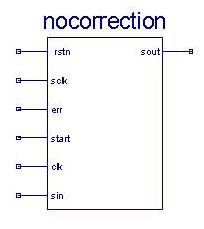 nocorrection
rstn sout
sclk
err
start
clk
sin